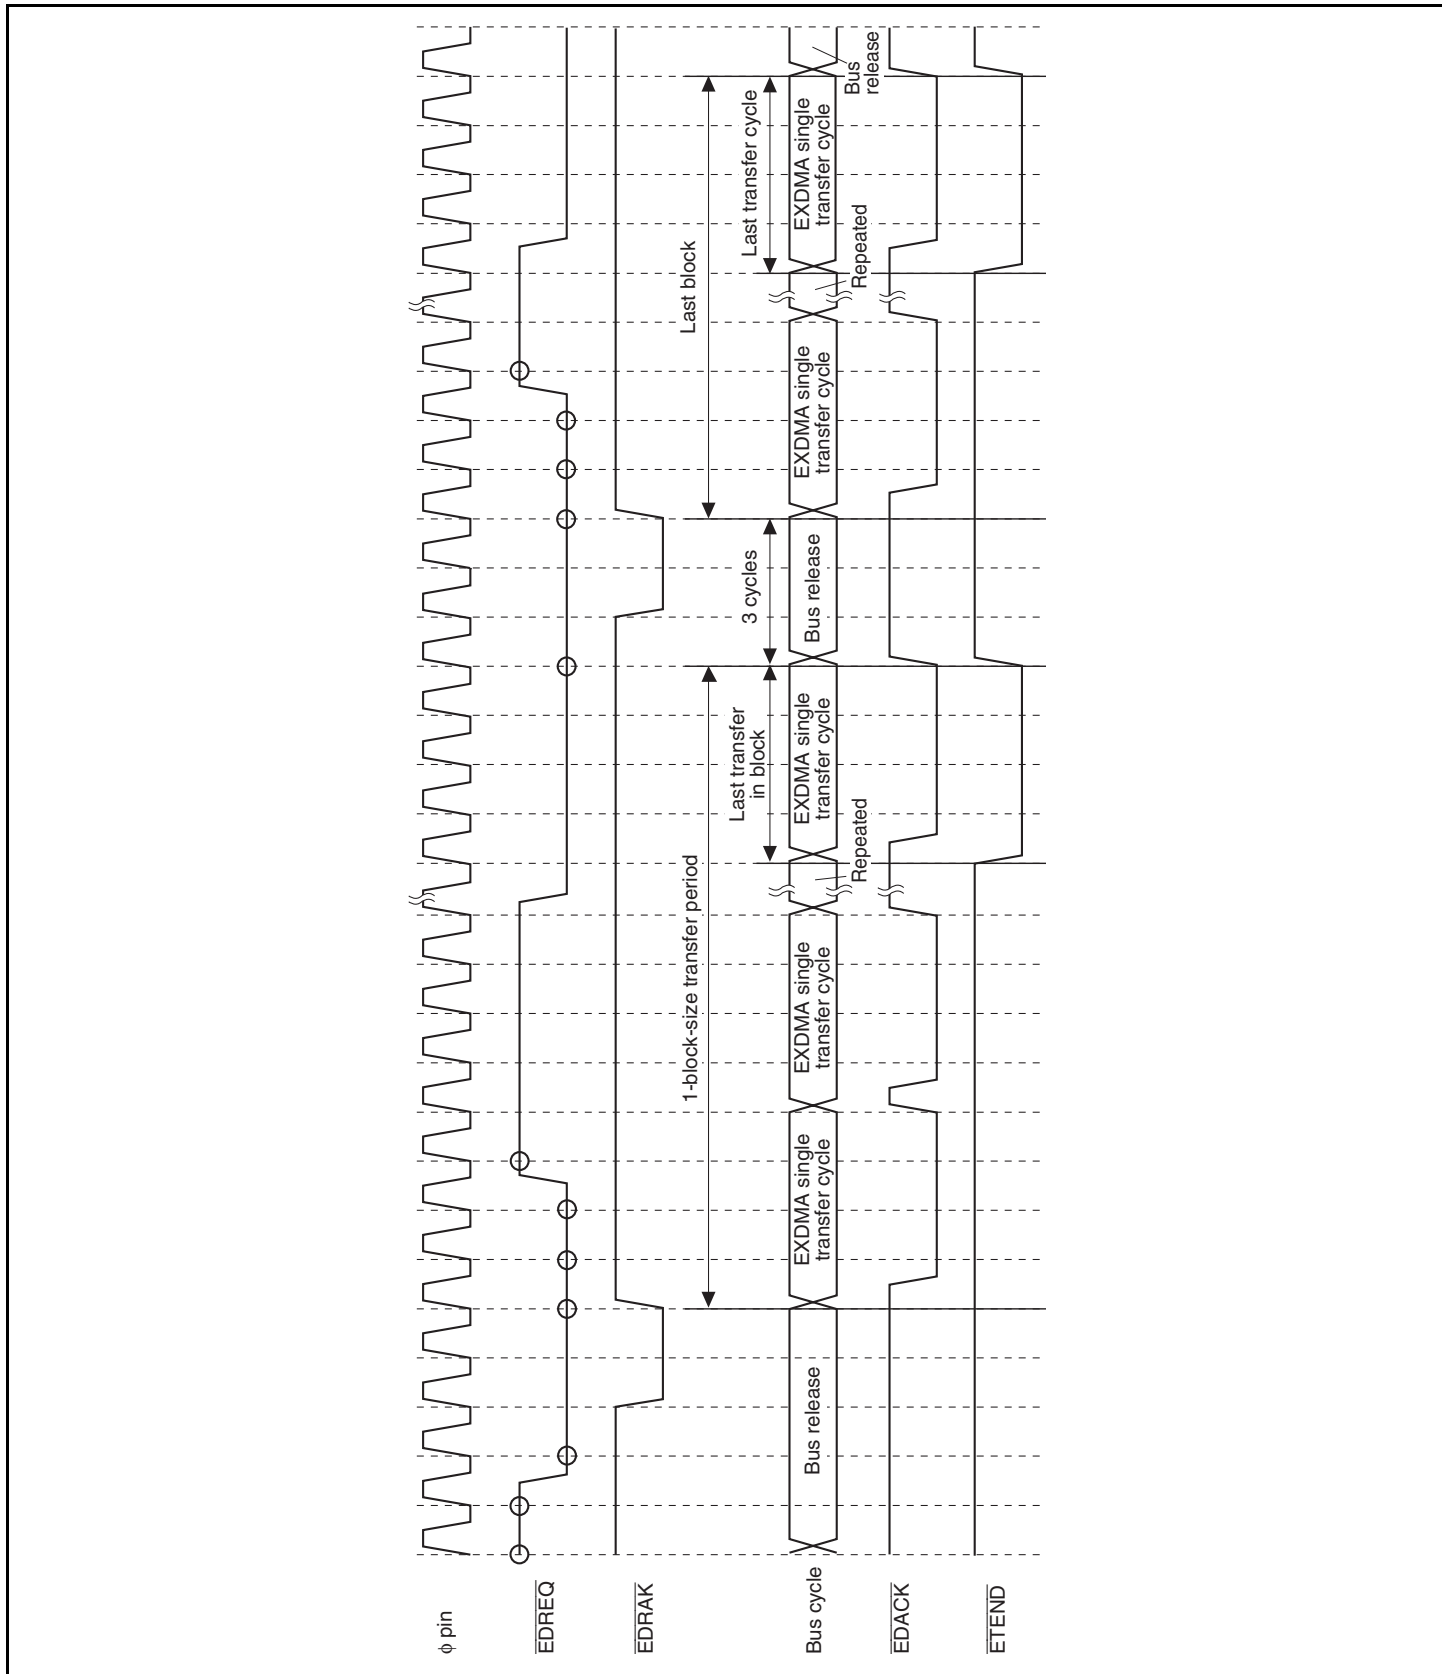 φ pin
EDREQ
EDRAK
1-block-size transfer period
Last block
Last transfer
in block
3 cycles
Last transfer cycle
Bus cycle
Bus release
EXDMA single
transfer cycle
EXDMA single
transfer cycle
Repeated
EXDMA single
transfer cycle
Bus release
EXDMA single
transfer cycle
Repeated
EXDMA single
transfer cycle
Bus
release
EDACK
ETEND